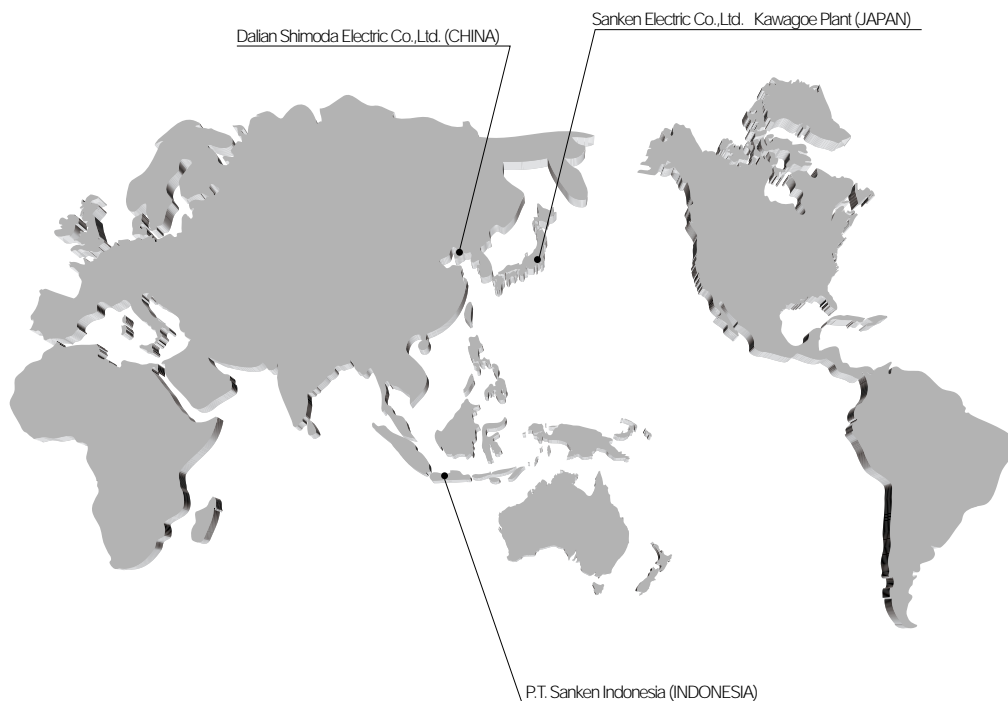 Sanken Electric Co.,Ltd. Kawagoe Plant (JAPAN)
Dalian Shimoda Electric Co.,Ltd. (CHINA)
P.T. Sanken Indonesia (INDONESIA)